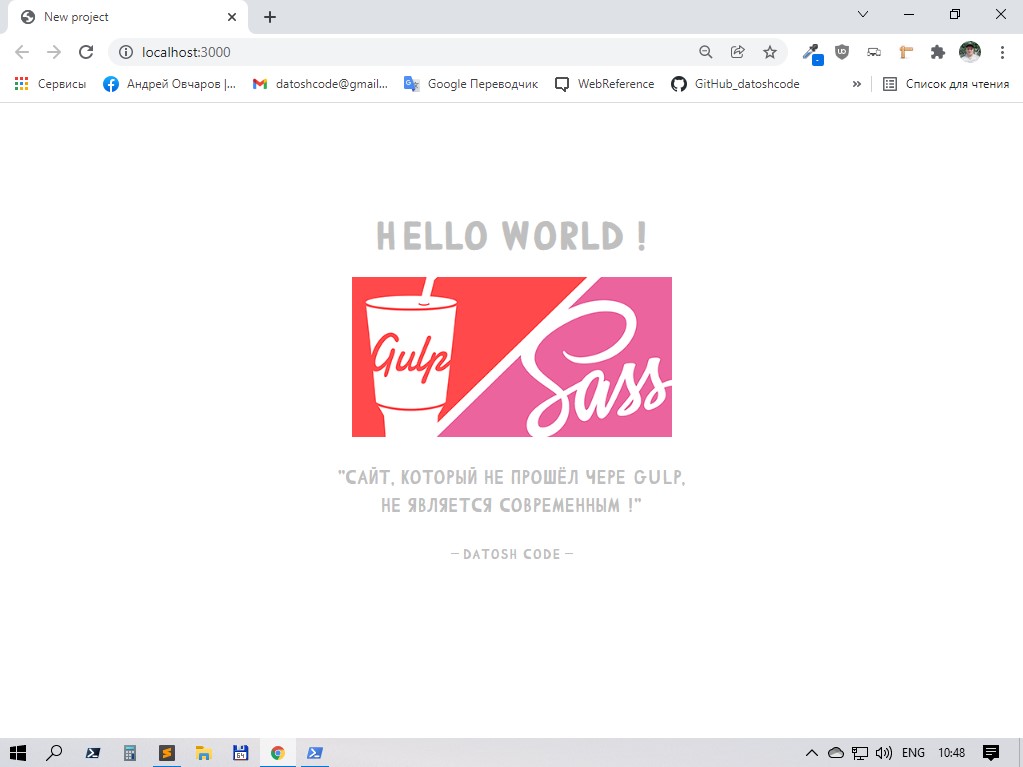 New project
localhost:3000
Сервисы
Андрей Овчаров |...
datoshcode@gmail...
Google Переводчик
WebReference
GitHub_datoshcode
»
Список для чтения
HELLO WORLD !
Gulp
Sass
"САЙТ, КОТОРЫЙ НЕ ПРОШЁЛ ЧЕРЕ GULP,
НЕ ЯВЛЯЕТСЯ СОВРЕМЕННЫМ !"
— DATOSH CODE —
64
ENG
10:48